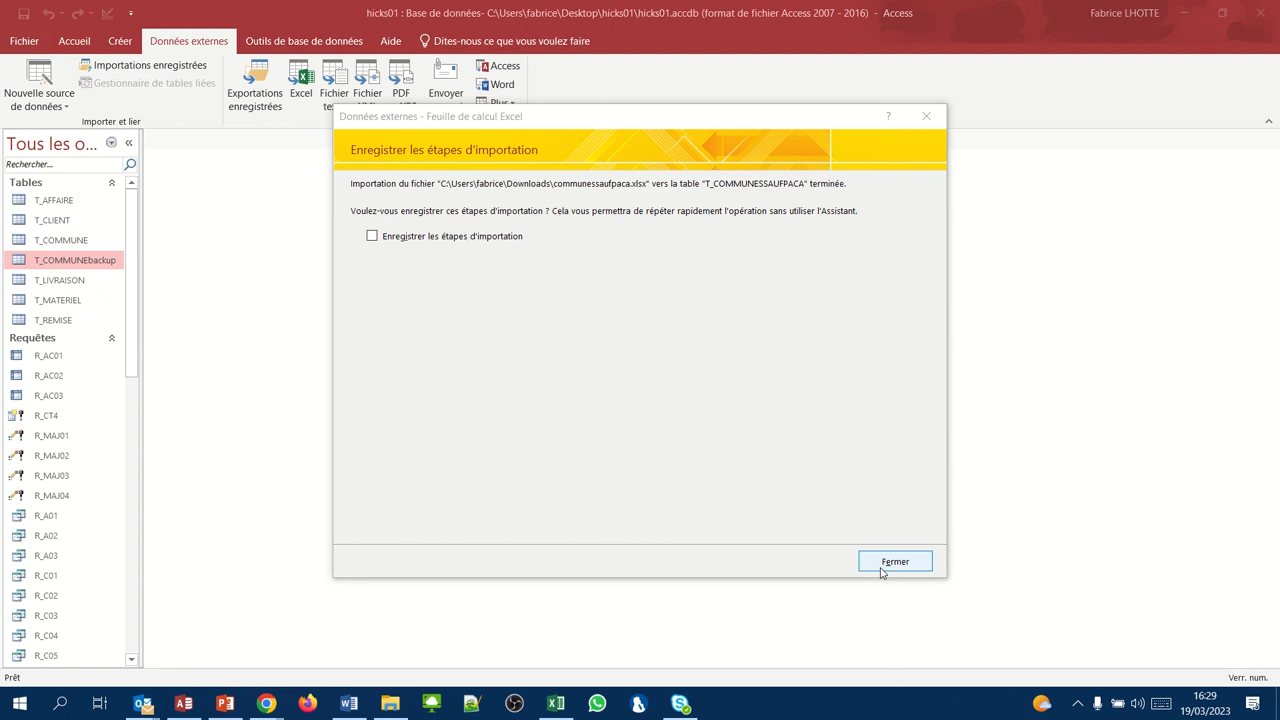 hicks01 : Base de données- C:\Users\fabrice\Desktop\hicks01\hicks01.accdb (format de fichier Access 2007 - 2016) - Access
Fabrice LHOTTE
Fichier
Accueil
Créer
Données externes
Outils de base de données
Aide
Dites-nous ce que vous voulez faire
Nouvelle source
de données
Importations enregistrées
Gestionnaire de tables liées
Importer et lier
Exportations
enregistrées
Excel
Fichier
Fichier
PDF
Envoyer
Access
Word
Plus
Données externes - Feuille de calcul Excel
?
Enregistrer les étapes d'importation
Importation du fichier "C:\Users\fabrice\Downloads\communessaufpaca.xlsx" vers la table "T_COMMUNESSAUFPACA" terminée.
Voulez-vous enregistrer ces étapes d'importation ? Cela vous permettra de répéter rapidement l'opération sans utiliser l'Assistant.
Enregistrer les étapes d'importation
Fermer
Tous les o...
Rechercher...
Tables
T_AFFAIRE
T_CLIENT
T_COMMUNE
T_COMMUNEbackup
T_LIVRAISON
T_MATERIEL
T_REMISE
Requêtes
R_AC01
R_AC02
R_AC03
R_CT4
R_MAJ01
R_MAJ02
R_MAJ03
R_MAJ04
R_A01
R_A02
R_A03
R_C01
R_C02
R_C03
R_C04
R_C05
Prêt
Verr. num.
16:29
19/03/2023